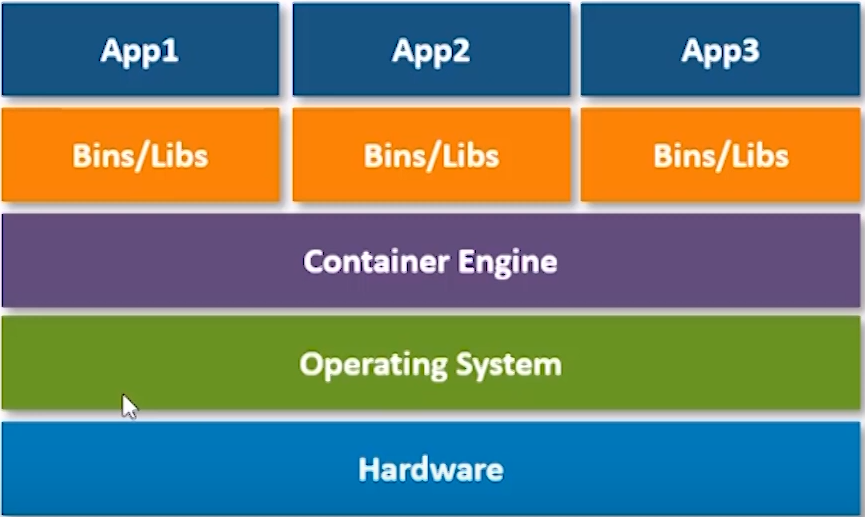 App1 App2 App3
Bins/Libs Bins/Libs Bins/Libs
Container Engine
Operating System
Hardware